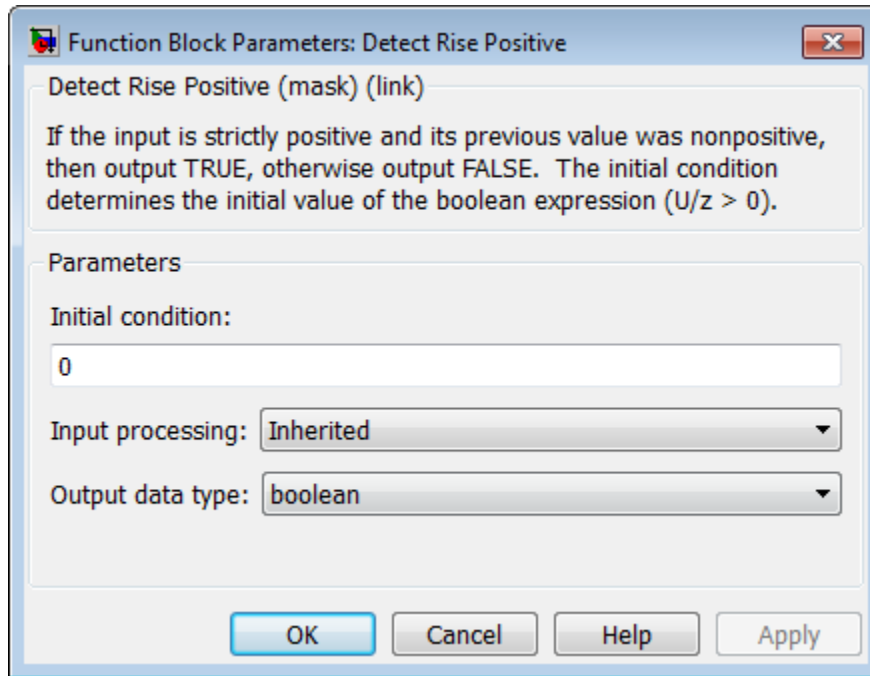 Function Block Parameters: Detect Rise Positive
Detect Rise Positive (mask) (link)
If the input is strictly positive and its previous value was nonpositive,
then output TRUE, otherwise output FALSE.  The initial condition
determines the initial value of the boolean expression (U/z > 0).
Parameters
Initial condition:
0
Input processing: Inherited
Output data type: boolean
OK Cancel Help Apply